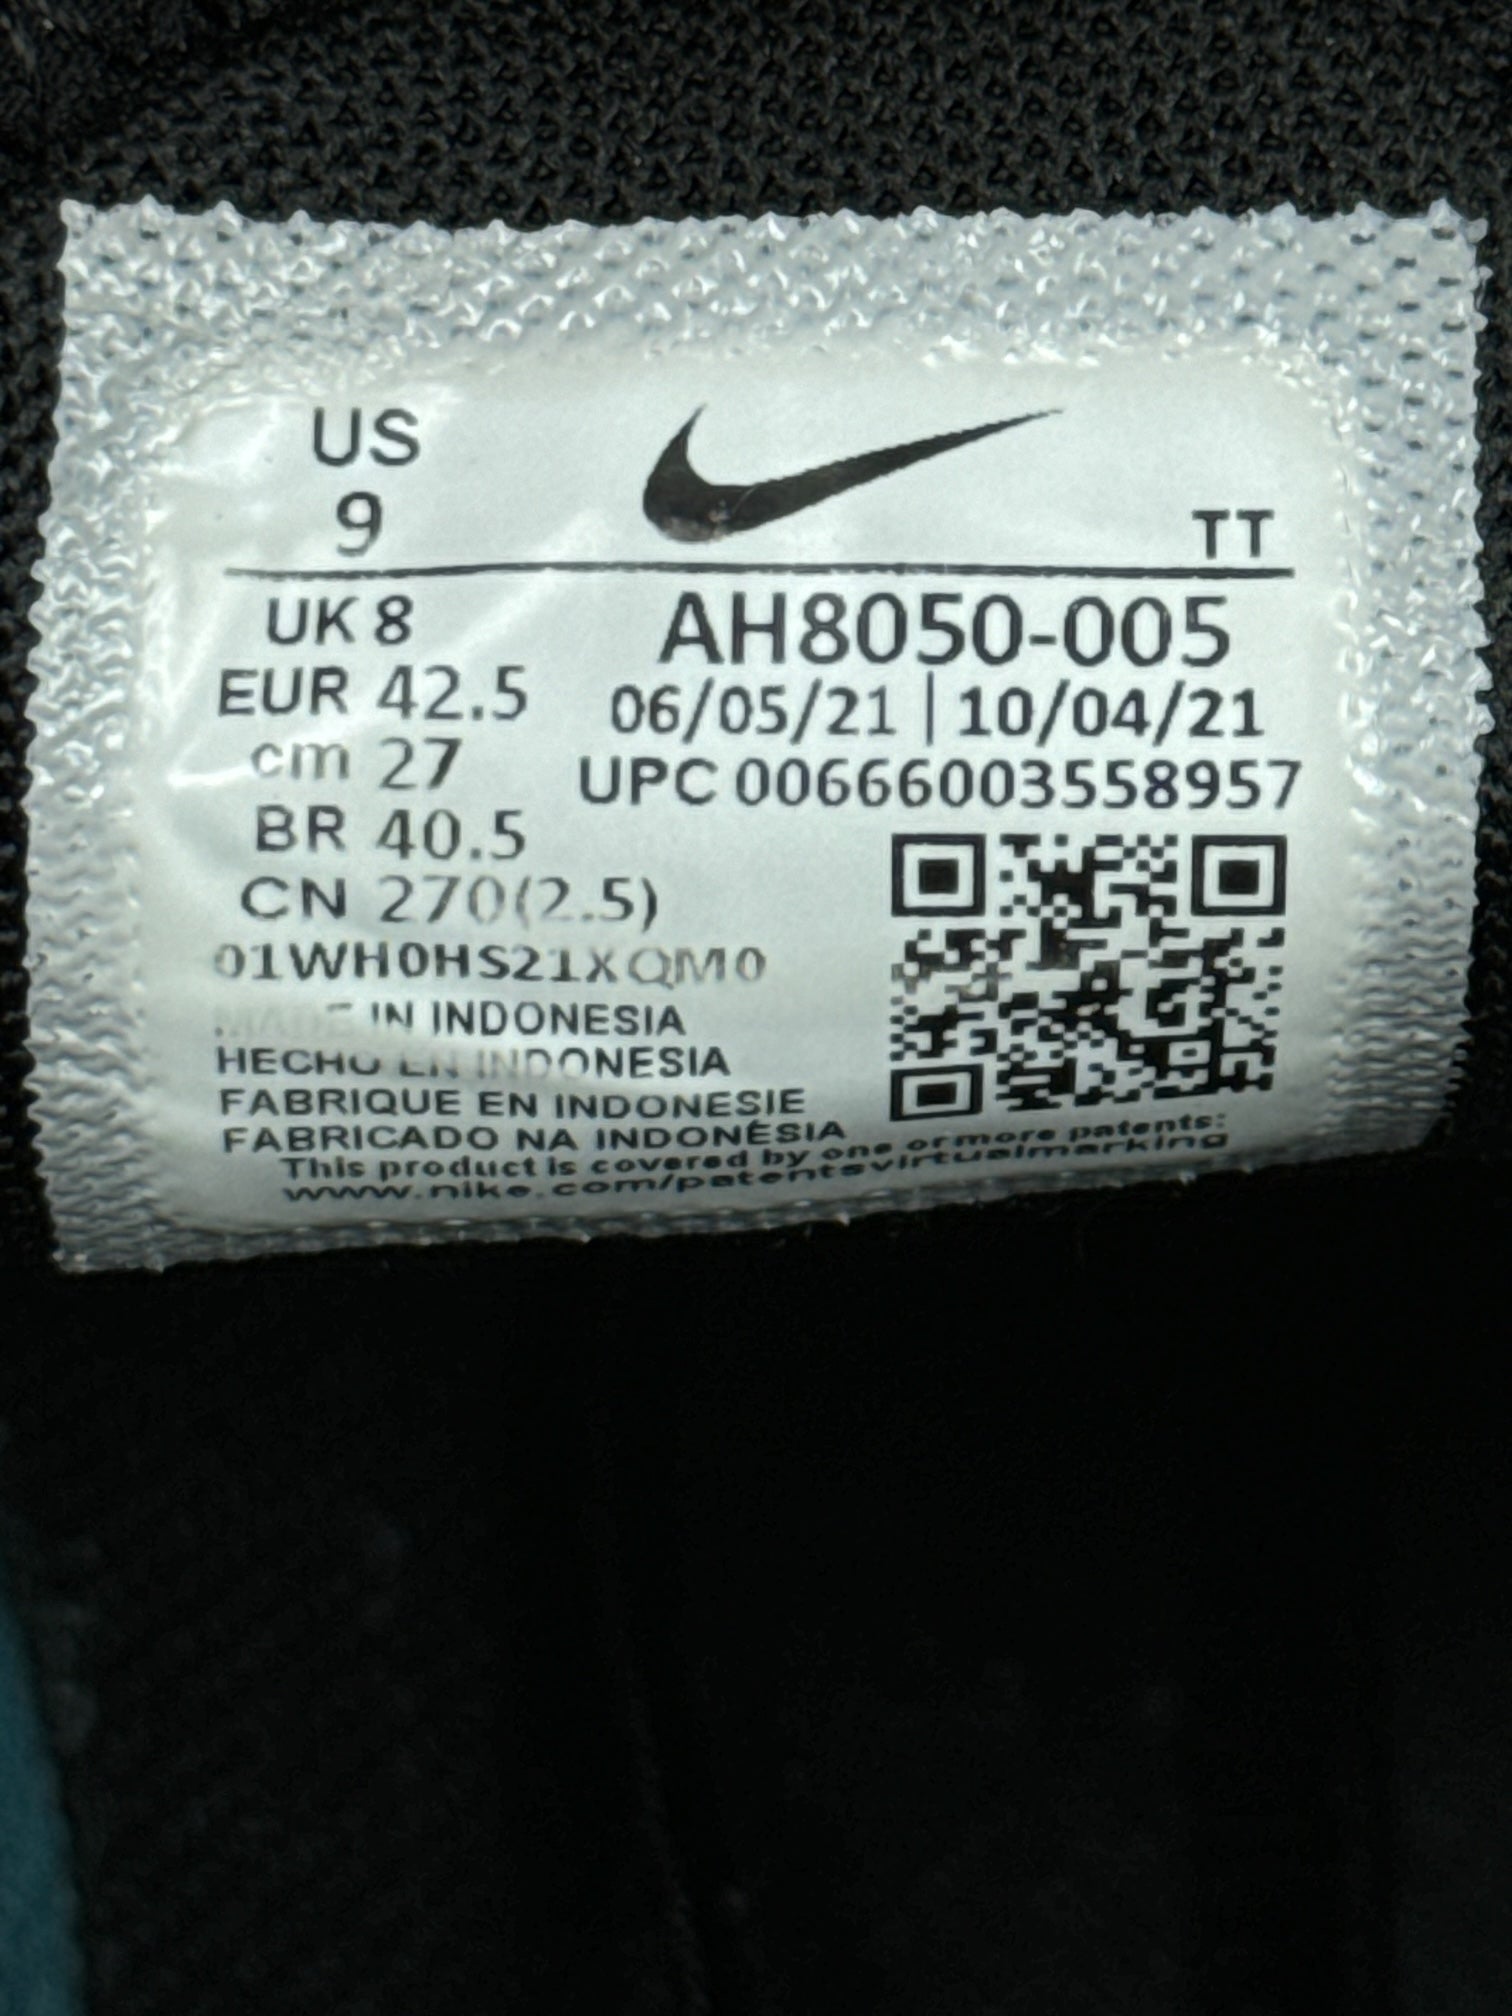 US
9
TT
UK 8
EUR 42.5
cm 27
BR 40.5
CN 270(2.5)
AH8050-005
06/05/21 | 10/04/21
UPC 00666003558957
01WH0HS21XQM0
MADE IN INDONESIA
HECHO EN INDONESIA
FABRIQUE EN INDONESIE
FABRICADO NA INDONÉSIA
This product is covered by one or more patents:
www.nike.com/patentsvirtualmarking